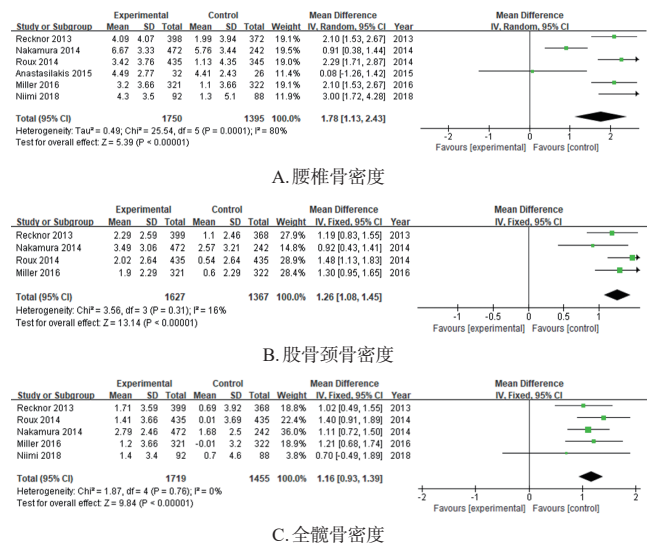 Experimental Control Mean Difference Mean Difference
Study or Subgroup Mean SD Total Mean SD Total Weight IV, Random, 95% CI Year IV, Random, 95% CI
Recknor 2013 4.09 4.07 398 1.99 3.94 372 20.0% 2.10 [1.53, 2.67] 2013
Nakamura 2014 6.67 3.33 472 5.76 3.44 242 20.3% 0.91 [0.38, 1.44] 2014
Roux 2014 3.42 3.76 435 1.13 4.35 345 20.0% 2.29 [1.71, 2.87] 2014
Anastasilakis 2015 4.49 2.77 32 4.41 2.43 26 4.0% 0.08 [-1.26, 1.42] 2015
Miller 2016 3.2 3.66 321 1.1 3.66 322 2.10 [1.53, 2.67] 2016
Niimi 2018 4.3 3.5 92 1.3 5.1 88 3.00 [1.72, 4.28] 2018
Total (95% CI) 1750 1395 100.0% 1.78 [1.13, 2.43]
Heterogeneity: Tau² = 0.49; Chi² = 25.54, df = 5 (P = 0.0001); I² = 80%
Test for overall effect: Z = 5.39 (P < 0.00001)
-2 -1 0 1 2
Favours [experimental] Favours [control]
A.腰椎骨密度
Experimental Control Mean Difference Mean Difference
Study or Subgroup Mean SD Total Mean SD Total Weight IV, Fixed, 95% CI Year IV, Fixed, 95% CI
Recknor 2013 2.29 2.59 399 1.1 2.46 368 27.9% 1.19 [0.83, 1.55] 2013
Nakamura 2014 3.49 3.06 472 2.57 3.21 242 14.8% 0.92 [0.43, 1.41] 2014
Roux 2014 2.02 2.64 435 0.54 2.64 435 29.1% 1.48 [1.13, 1.83] 2014
Miller 2016 1.9 2.29 321 0.6 2.29 322 28.2% 1.30 [0.95, 1.65] 2016
Total (95% CI) 1627 1367 100.0% 1.26 [1.08, 1.45]
Heterogeneity: Chi² = 3.56, df = 3 (P = 0.31); I² = 16%
Test for overall effect: Z = 13.14 (P < 0.00001)
-1 -0.5 0 0.5 1
Favours [experimental] Favours [control]
B.股骨颈骨密度
Experimental Control Mean Difference Mean Difference
Study or Subgroup Mean SD Total Mean SD Total Weight IV, Fixed, 95% CI Year IV, Fixed, 95% CI
Recknor 2013 1.71 3.59 399 0.69 3.92 368 18.8% 1.02 [0.49, 1.55] 2013
Roux 2014 1.41 3.66 435 0.01 3.69 435 22.1% 1.40 [0.91, 1.89] 2014
Nakamura 2014 2.79 2.46 472 1.68 2.5 242 36.4% 1.11 [0.72, 1.50] 2014
Miller 2016 1.2 3.66 321 -0.01 3.2 322 18.9% 1.21 [0.68, 1.74] 2016
Niimi 2018 1.4 3.4 92 0.7 4.6 88 3.8% 0.70 [-0.49, 1.89] 2018
Total (95% CI) 1719 1455 100.0% 1.16 [0.93, 1.39]
Heterogeneity: Chi² = 1.87, df = 4 (P = 0.76); I² = 0%
Test for overall effect: Z = 9.84 (P < 0.00001)
-2 -1 0 1 2
Favours [experimental] Favours [control]
C.全髋骨密度